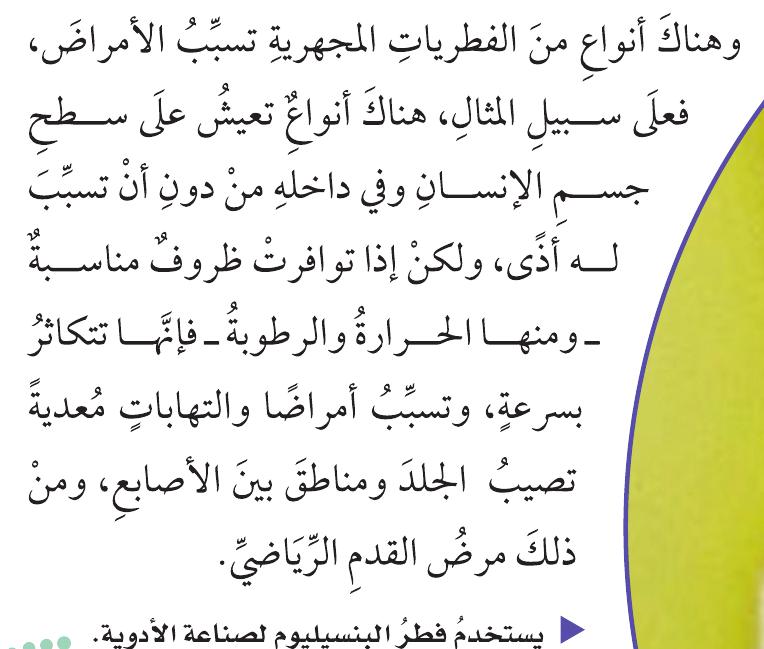 وهناكَ أنواعٍ منَ الفطرياتِ المجهريةِ تسبِّبُ الأمراضَ،
فعلَى سبيلِ المثالِ، هناكَ أنواعٌ تعيشُ علَى سطحِ
جسمِ الإنسانِ وفي داخلهِ منْ دونِ أنْ تسبِّبَ
له أذًى، ولكنْ إذا توافرتْ ظروفٌ مناسبةٌ
ـ ومنها الحرارةُ والرطوبةُ ـ فإنَّها تتكاثرُ
بسرعةٍ، وتسبِّبُ أمراضًا والتهاباتٍ مُعديةً
تصيبُ الجلدَ ومناطقَ بينَ الأصابعِ، ومنْ
ذلكَ مرضُ القدمِ الرِّيَاضيِّ.
يستخدمُ فطرُ البنسيليوم لصناعة الأدوية.